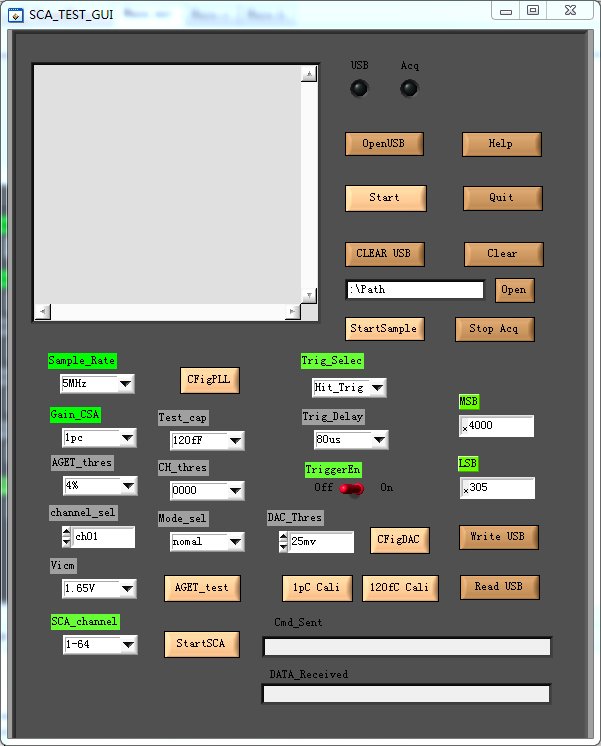 SCA_TEST_GUI
USB Acq
OpenUSB Help
Start Quit
CLEAR USB Clear
:\Path Open
StartSample Stop Acq
Sample_Rate Trig_Selec
5MHz CFigPLL Hit_Trig
Gain_CSA Test_cap Trig_Delay MSB
1pc 120fF 80us x4000
AGET_thres CH_thres TriggerEn LSB
4% 0000 Off On x305
channel_sel Mode_sel DAC_Thres
ch01 nomal 25mv CFigDAC Write USB
Vicm
1.65V AGET_test 1pC Cali 120fC Cali Read USB
SCA_channel Cmd_Sent
1-64 StartSCA
DATA_Received